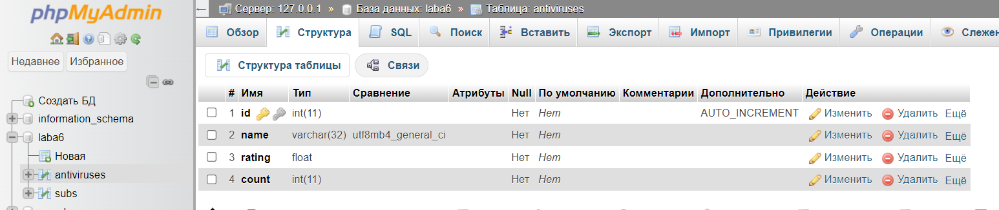 phpMyAdmin
Недавнее Избранное
Создать БД
information_schema
laba6
Новая
antiviruses
subs
← Сервер: 127.0.0.1 » База данных: laba6 » Таблица: antiviruses
Обзор Структура SQL Поиск Вставить Экспорт Импорт Привилегии Операции Слежен
Структура таблицы Связи
# Имя Тип Сравнение Атрибуты Null По умолчанию Комментарии Дополнительно Действие
1 id int(11) Нет Нет AUTO_INCREMENT Изменить Удалить Ещё
2 name varchar(32) utf8mb4_general_ci Нет Нет Изменить Удалить Ещё
3 rating float Нет Нет Изменить Удалить Ещё
4 count int(11) Нет Нет Изменить Удалить Ещё